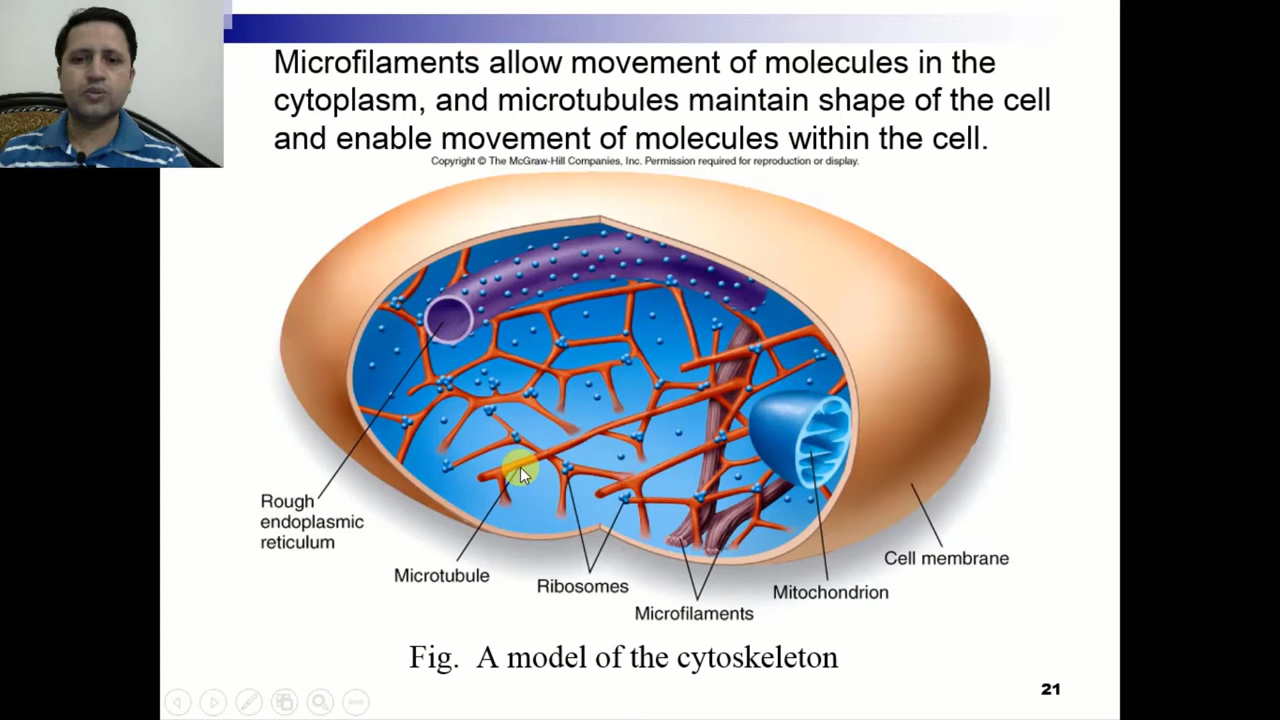 Microfilaments allow movement of molecules in the
cytoplasm, and microtubules maintain shape of the cell
and enable movement of molecules within the cell.
Copyright © The McGraw-Hill Companies, Inc. Permission required for reproduction or display.
Rough
endoplasmic
reticulum
Microtubule
Ribosomes
Microfilaments
Mitochondrion
Cell membrane
Fig. A model of the cytoskeleton
21